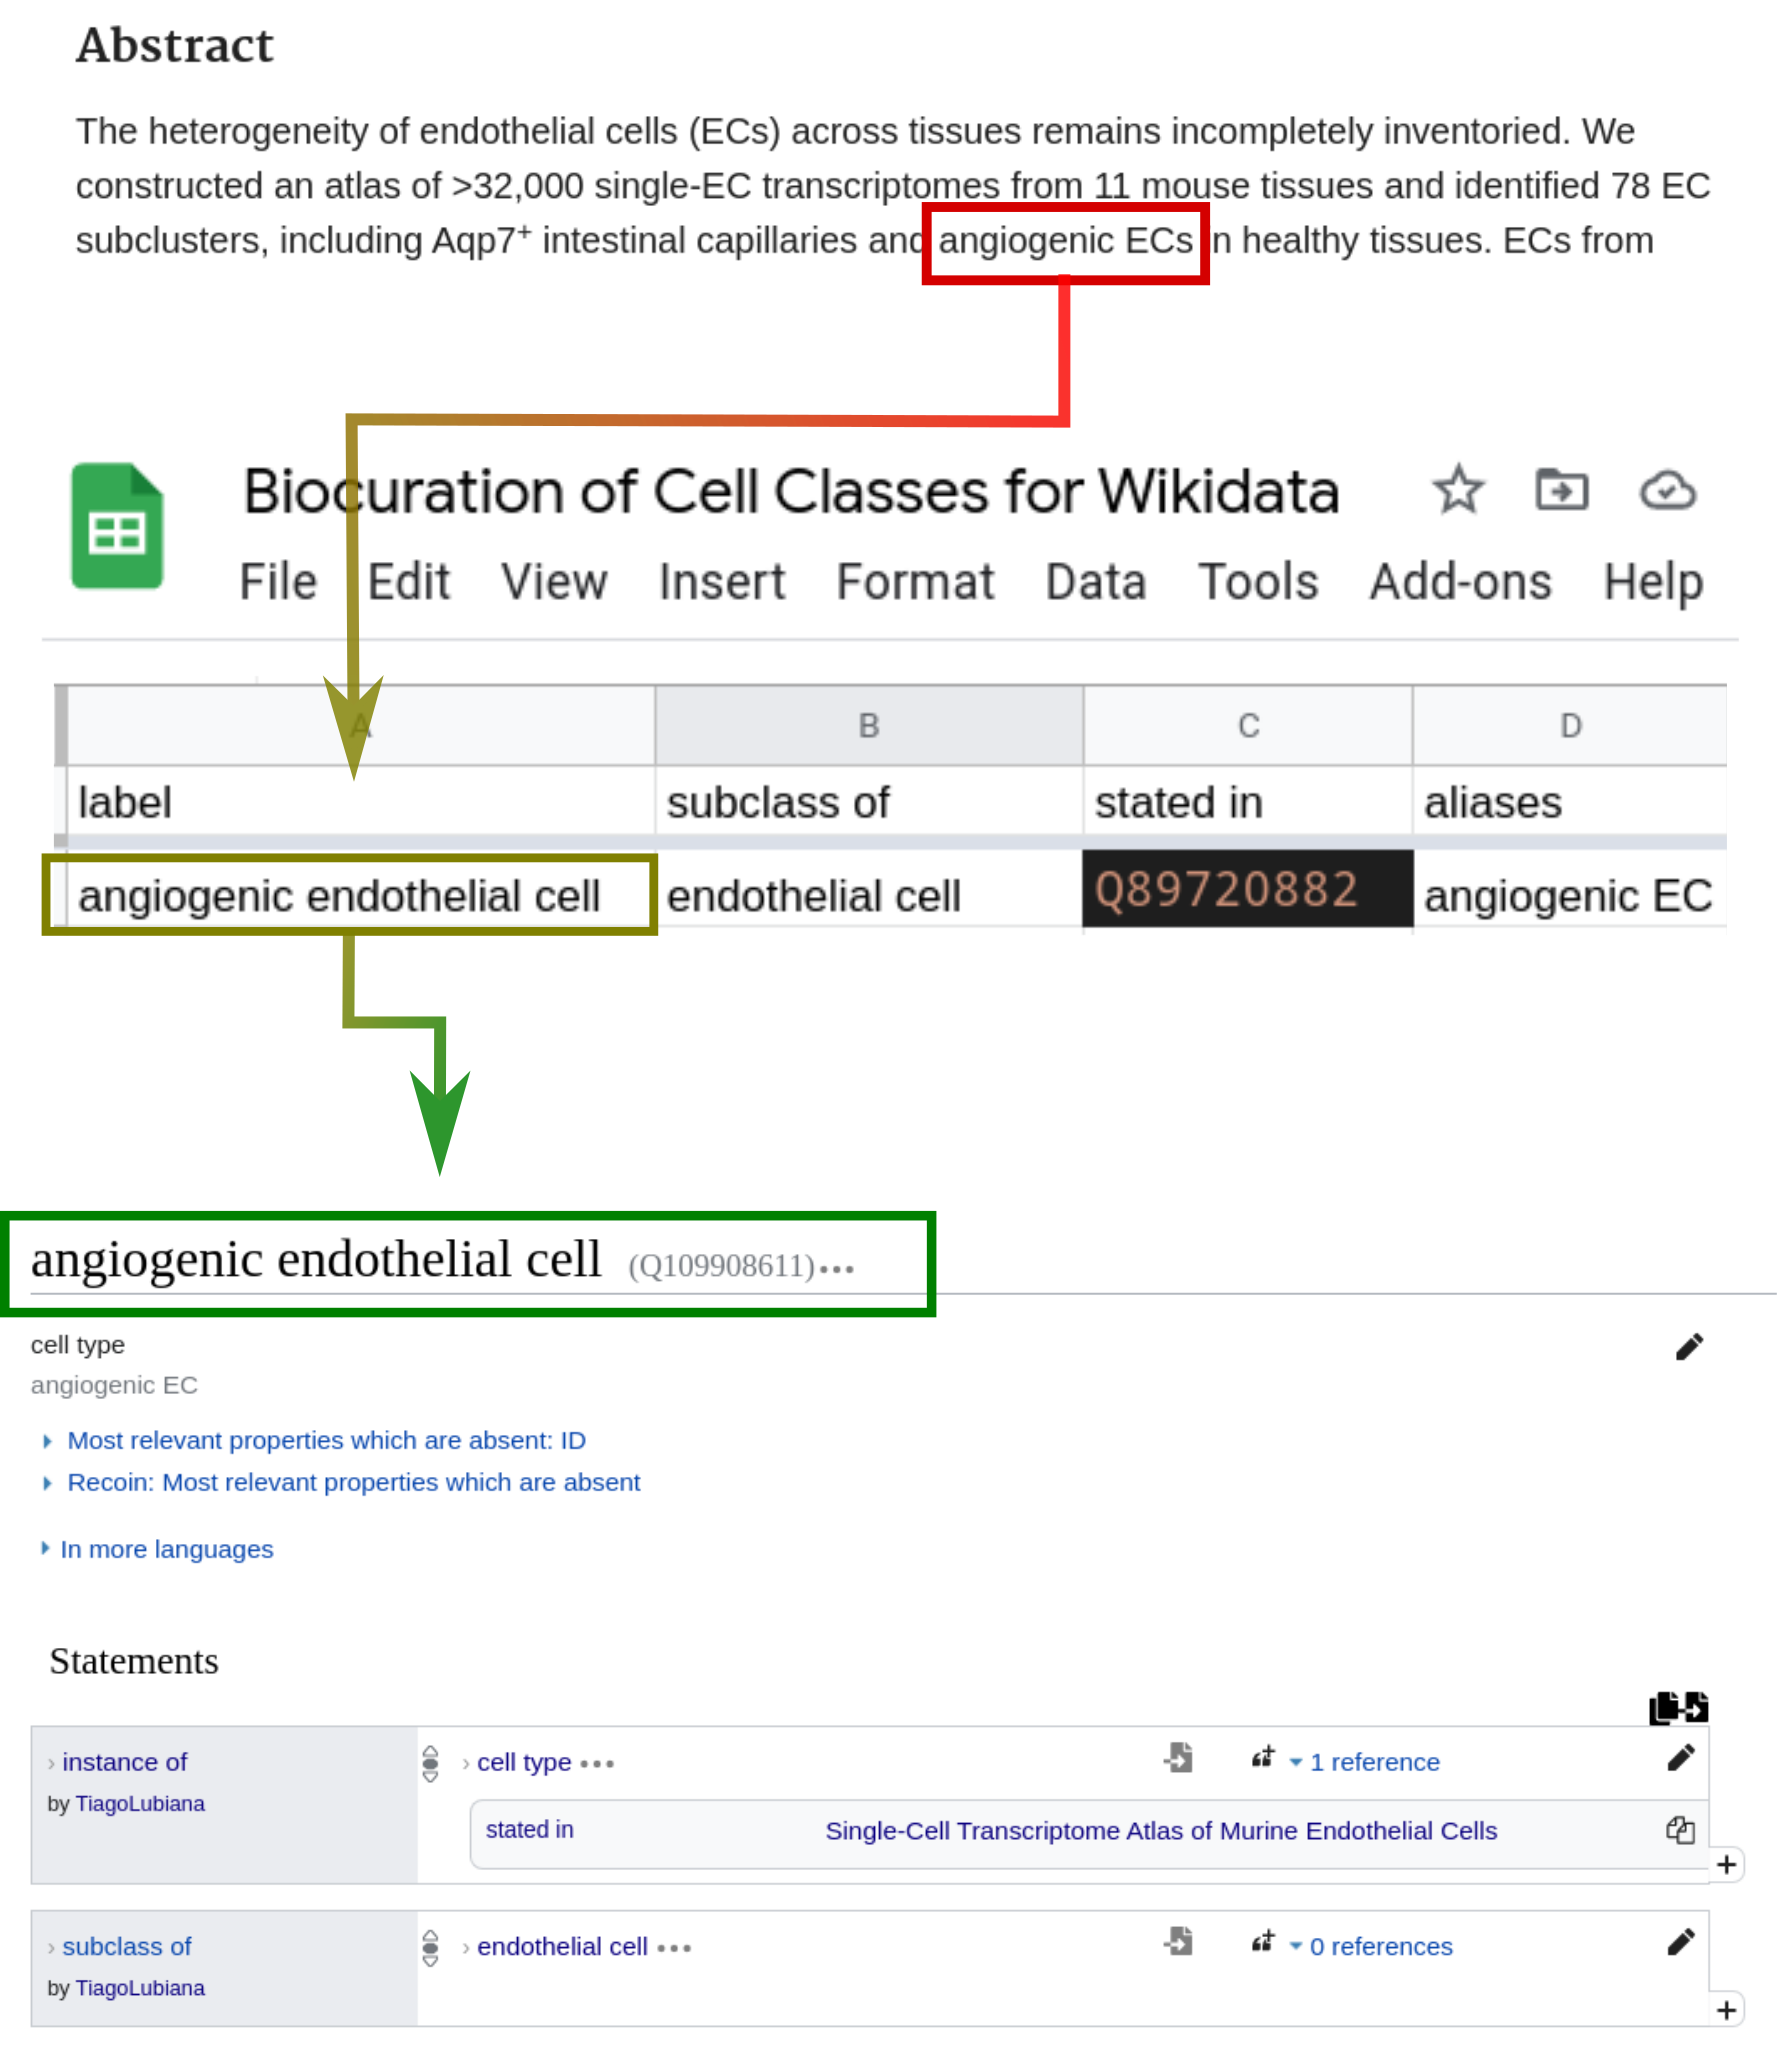 Abstract
The heterogeneity of endothelial cells (ECs) across tissues remains incompletely inventoried. We
constructed an atlas of >32,000 single-EC transcriptomes from 11 mouse tissues and identified 78 EC
subclusters, including Aqp7⁺ intestinal capillaries and angiogenic ECs in healthy tissues. ECs from
Biocuration of Cell Classes for Wikidata
File Edit View Insert Format Data Tools Add-ons Help
A B C D
label subclass of stated in aliases
angiogenic endothelial cell endothelial cell Q89720882 angiogenic EC
angiogenic endothelial cell (Q109908611)•••
cell type
angiogenic EC
Most relevant properties which are absent: ID
Recoin: Most relevant properties which are absent
In more languages
Statements
› instance of › cell type ••• 1 reference
by TiagoLubiana
stated in Single-Cell Transcriptome Atlas of Murine Endothelial Cells
+
› subclass of › endothelial cell ••• 0 references
by TiagoLubiana
+